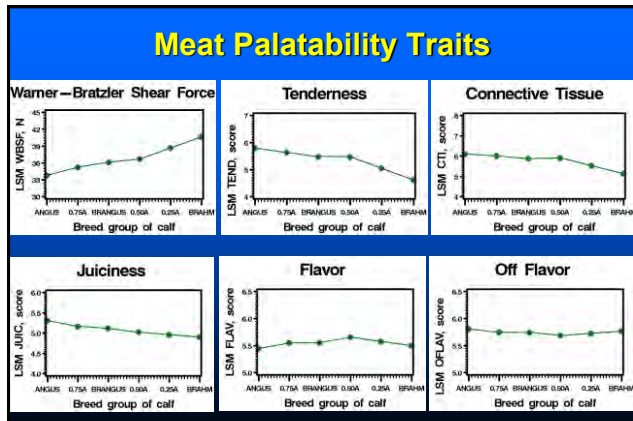 Meat Palatability Traits
Warner-Bratzler Shear Force
45
42
39
36
33
30
LSM WBSF, N
ANGUS 0.75A BRANGUS 0.50A 0.25A BRAHM
Breed group of calf
Tenderness
7
6
5
4
LSM TEND, score
ANGUS 0.75A BRANGUS 0.50A 0.25A BRAHM
Breed group of calf
Connective Tissue
8
7
6
5
4
LSM CTI, score
ANGUS 0.75A BRANGUS 0.50A 0.25A BRAHM
Breed group of calf
Juiciness
6.0
5.5
5.0
4.5
4.0
LSM JUIC, score
ANGUS 0.75A BRANGUS 0.50A 0.25A BRAHM
Breed group of calf
Flavor
6.5
6.0
5.5
5.0
LSM FLAV, score
ANGUS 0.75A BRANGUS 0.50A 0.25A BRAHM
Breed group of calf
Off Flavor
6.5
6.0
5.5
5.0
LSM OFLAV, score
ANGUS 0.75A BRANGUS 0.50A 0.25A BRAHM
Breed group of calf